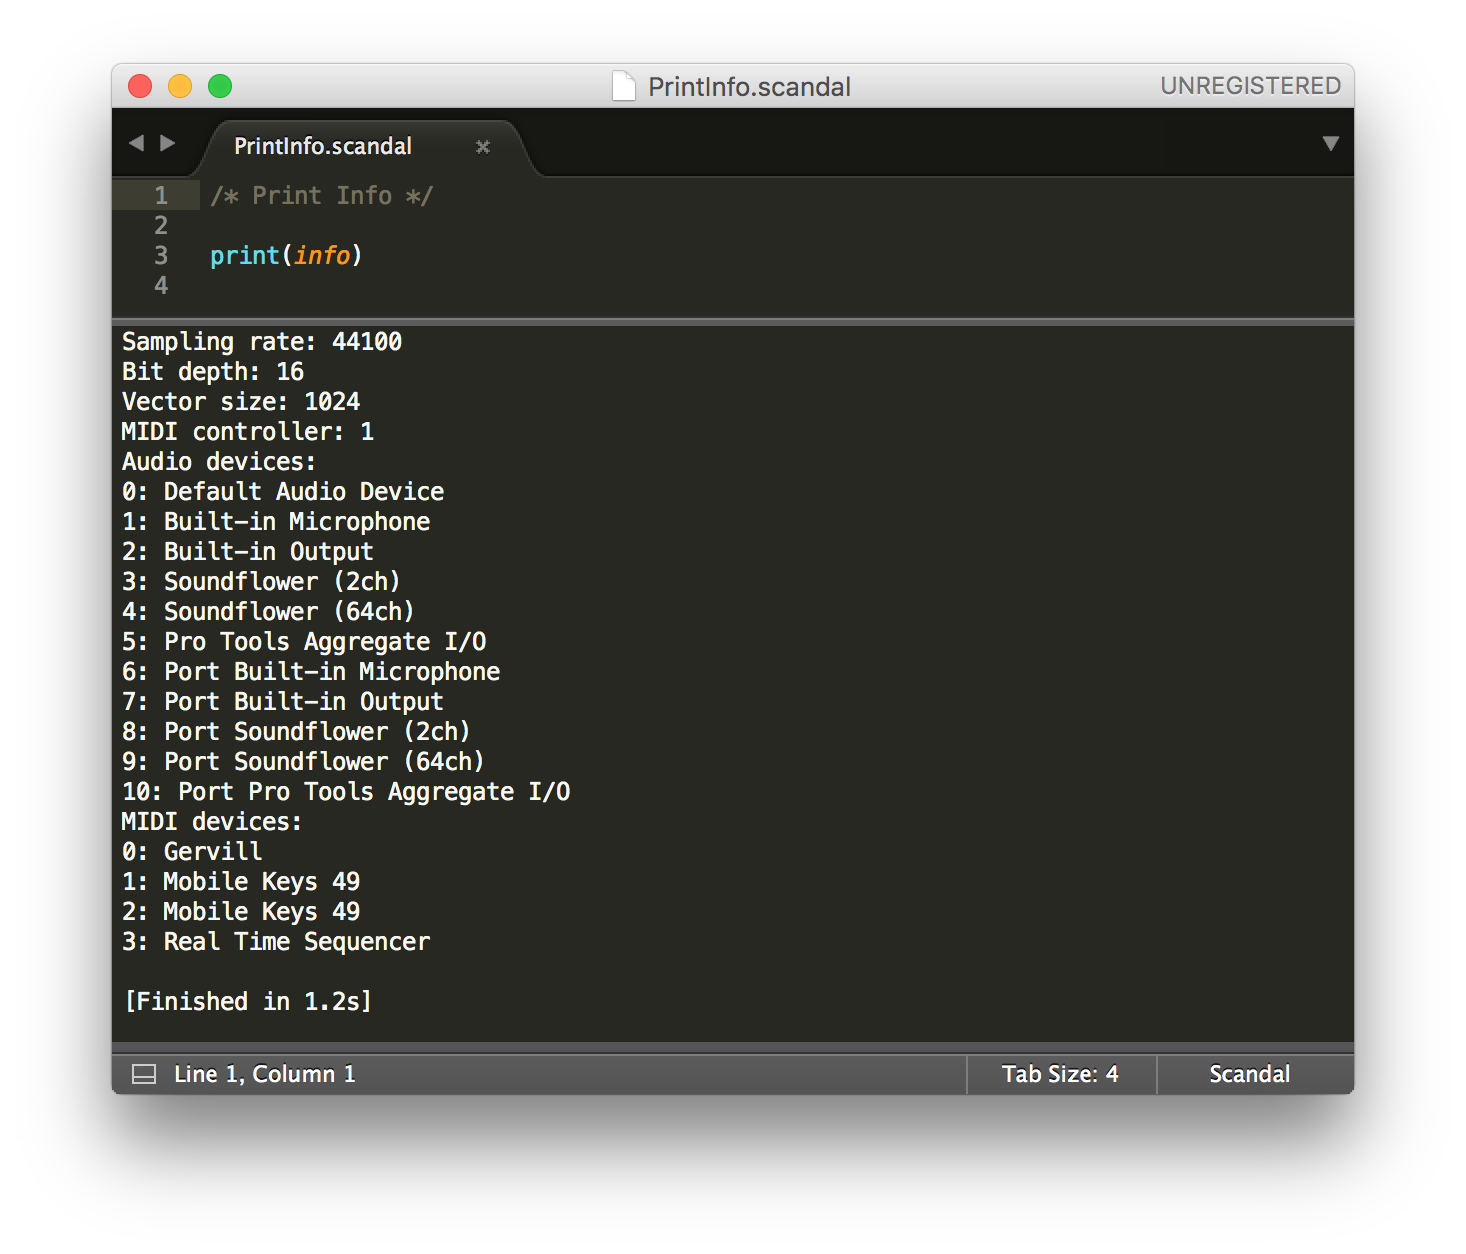 PrintInfo.scandal
UNREGISTERED
PrintInfo.scandal
1 /* Print Info */
2
3 print(info)
4
Sampling rate: 44100
Bit depth: 16
Vector size: 1024
MIDI controller: 1
Audio devices:
0: Default Audio Device
1: Built-in Microphone
2: Built-in Output
3: Soundflower (2ch)
4: Soundflower (64ch)
5: Pro Tools Aggregate I/O
6: Port Built-in Microphone
7: Port Built-in Output
8: Port Soundflower (2ch)
9: Port Soundflower (64ch)
10: Port Pro Tools Aggregate I/O
MIDI devices:
0: Gervill
1: Mobile Keys 49
2: Mobile Keys 49
3: Real Time Sequencer
[Finished in 1.2s]
Line 1, Column 1
Tab Size: 4
Scandal